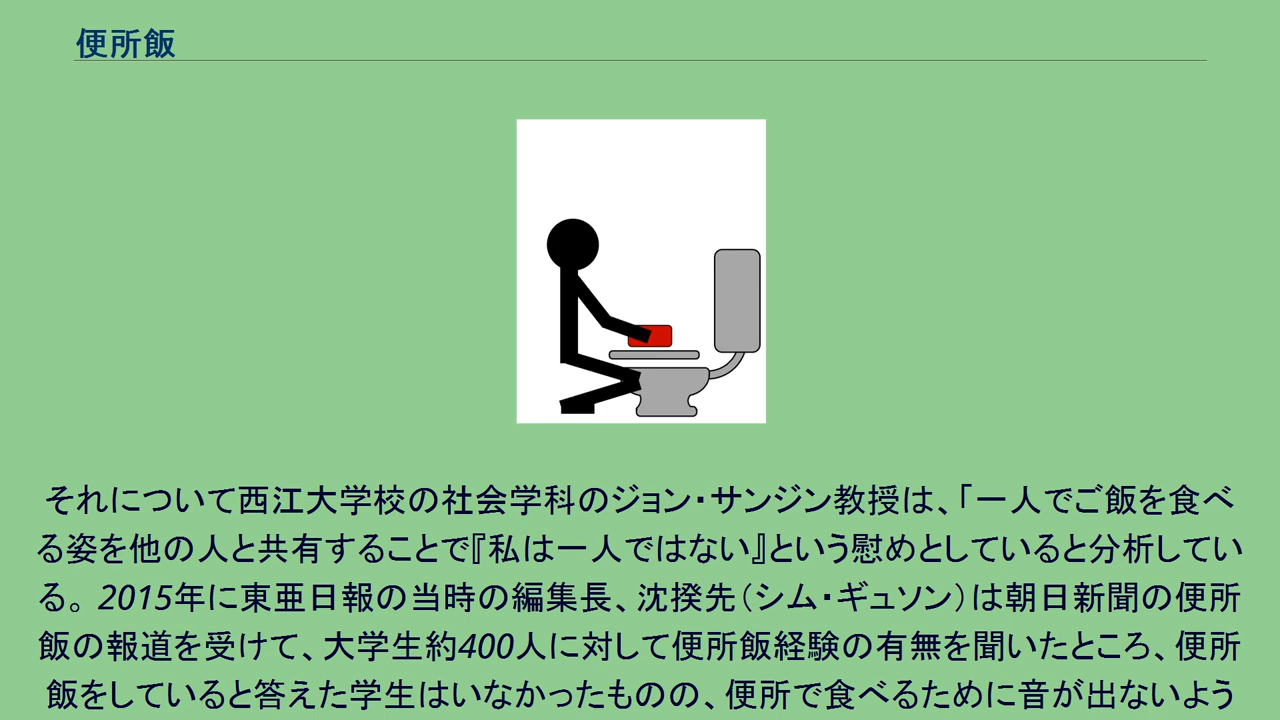 便所飯
それについて西江大学校の社会学科のジョン・サンジン教授は、「一人でご飯を食べ
る姿を他の人と共有することで『私は一人ではない』という慰めとしていると分析してい
る。2015年に東亜日報の当時の編集長、沈揆先（シム・ギュソン）は朝日新聞の便所
飯の報道を受けて、大学生約400人に対して便所飯経験の有無を聞いたところ、便所
飯をしていると答えた学生はいなかったものの、便所で食べるために音が出ないよう